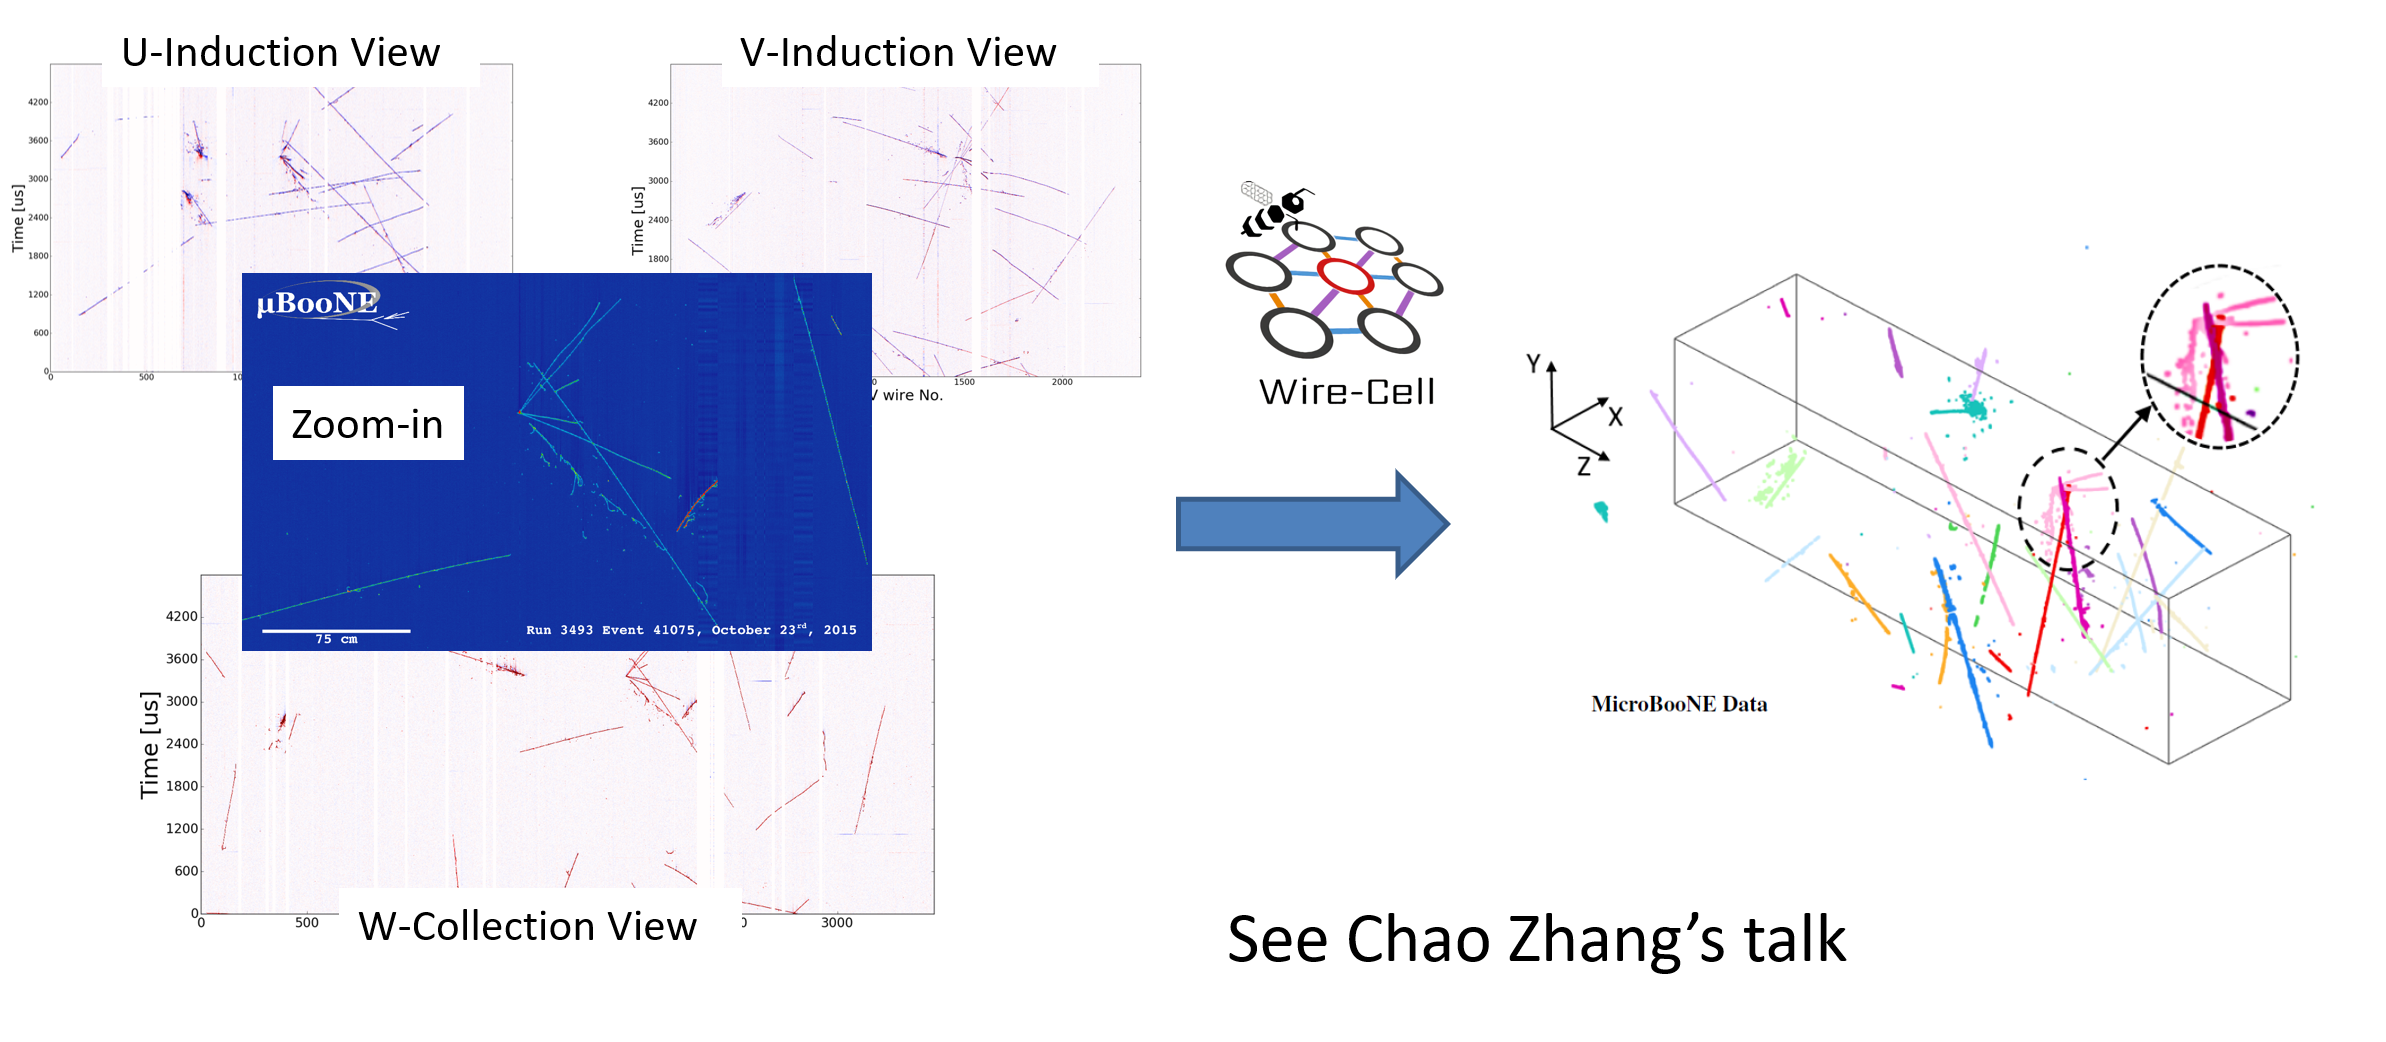 U-Induction View
V-Induction View
Time [us]
4200
3600
3000
2400
1800
1200
600
0
0
500
Time [us]
4200
3600
3000
2400
1800
1500
2000
V wire No.
µBooNE
Zoom-in
75 cm
Run 3493 Event 41075, October 23rd, 2015
Time [us]
4200
3600
3000
2400
1800
1200
600
0
0
500
3000
W-Collection View
Wire-Cell
Y
X
Z
MicroBooNE Data
See Chao Zhang’s talk